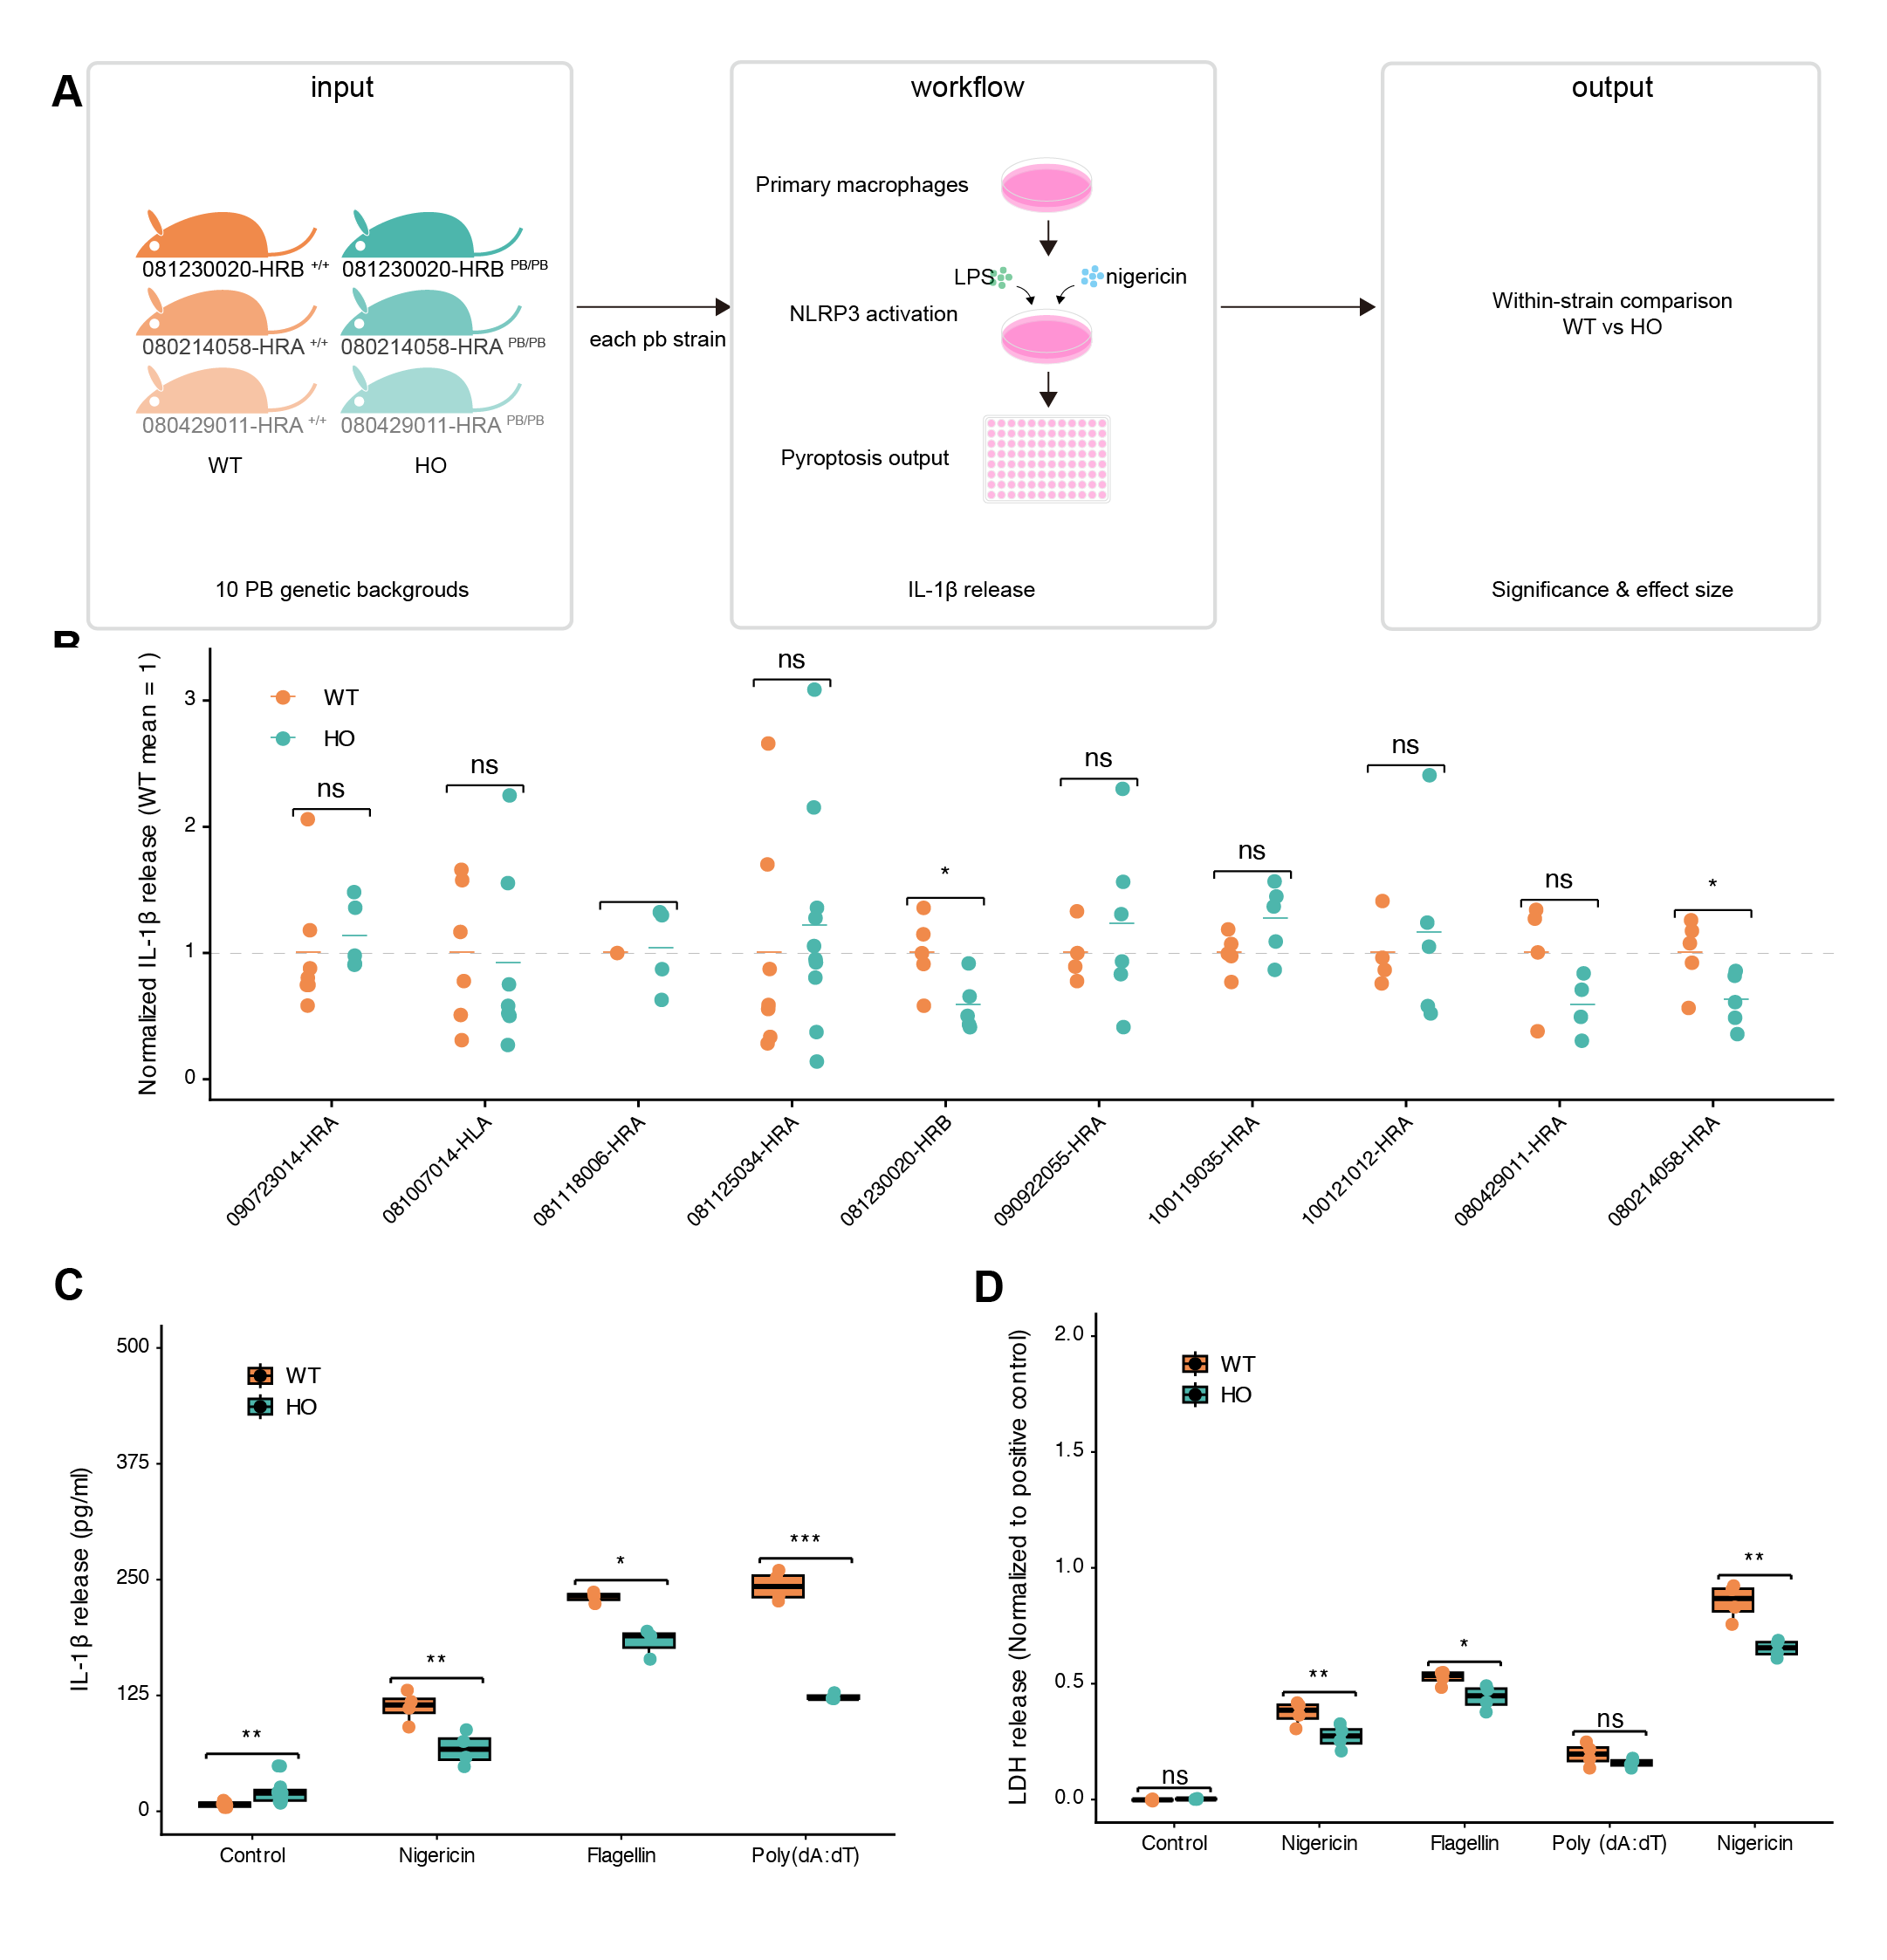 A
input
081230020-HRB +/+
081230020-HRB PB/PB
080214058-HRA +/+
080214058-HRA PB/PB
080429011-HRA +/+
080429011-HRA PB/PB
WT
HO
10 PB genetic backgrouds
each pb strain
workflow
Primary macrophages
LPS
nigericin
NLRP3 activation
Pyroptosis output
IL-1β release
output
Within-strain comparison
WT vs HO
Significance & effect size
B
Normalized IL-1β release (WT mean = 1)
3
2
1
0
WT
HO
ns
ns
ns
*
ns
ns
ns
ns
*
090723014-HRA
081007014-HLA
081118006-HRA
081125034-HRA
081230020-HRB
090922055-HRA
100119035-HRA
100121012-HRA
080429011-HRA
080214058-HRA
C
IL-1β release (pg/ml)
500
375
250
125
0
WT
HO
**
**
*
***
Control
Nigericin
Flagellin
Poly(dA:dT)
D
LDH release (Normalized to positive control)
2.0
1.5
1.0
0.5
0.0
WT
HO
ns
**
*
ns
**
Control
Nigericin
Flagellin
Poly (dA:dT)
Nigericin